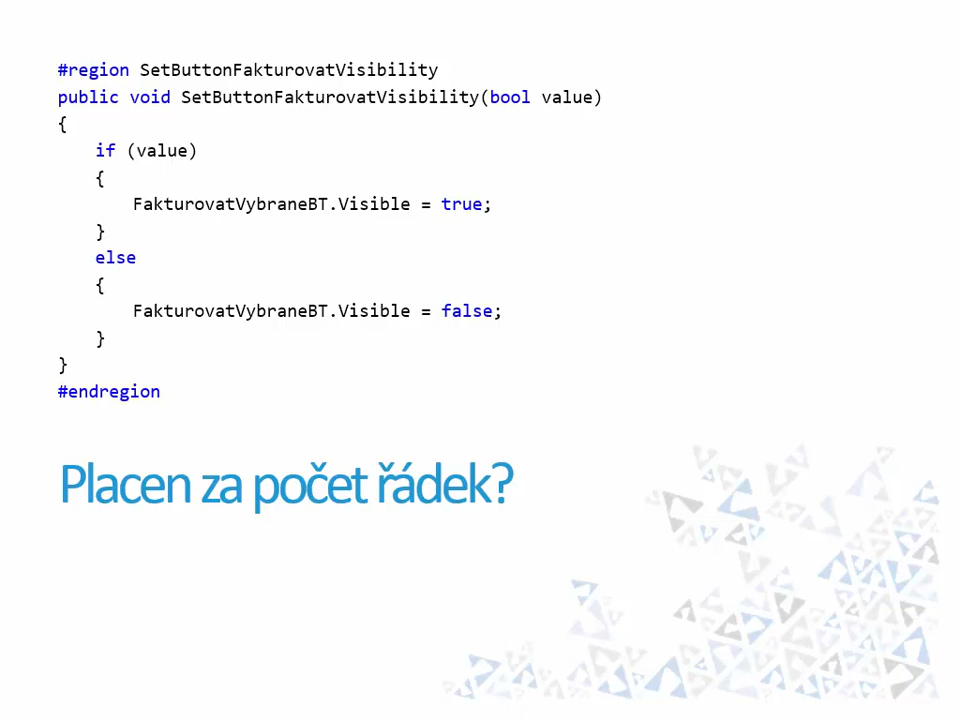 #region SetButtonFakturovatVisibility
public void SetButtonFakturovatVisibility(bool value)
{
if (value)
{
FakturovatVybraneBT.Visible = true;
}
else
{
FakturovatVybraneBT.Visible = false;
}
}
#endregion
Placen za počet řádek?